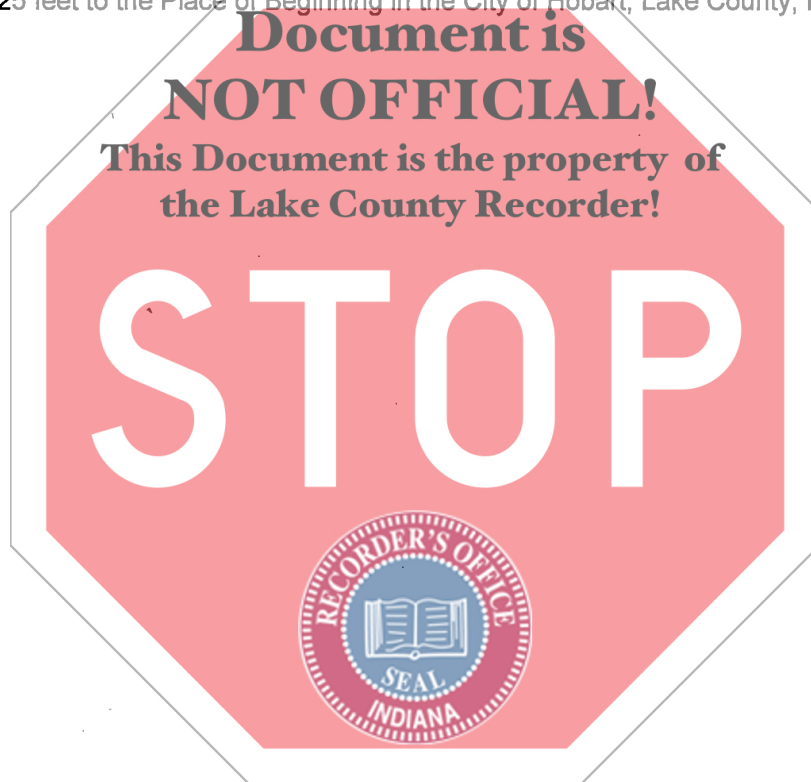 25 feet to the Place of Beginning in the City of Hobart, Lake County,
Document is
NOT OFFICIAL!
This Document is the property of
the Lake County Recorder!
STOP
RECORDER'S OFFICE
SEAL
INDIANA